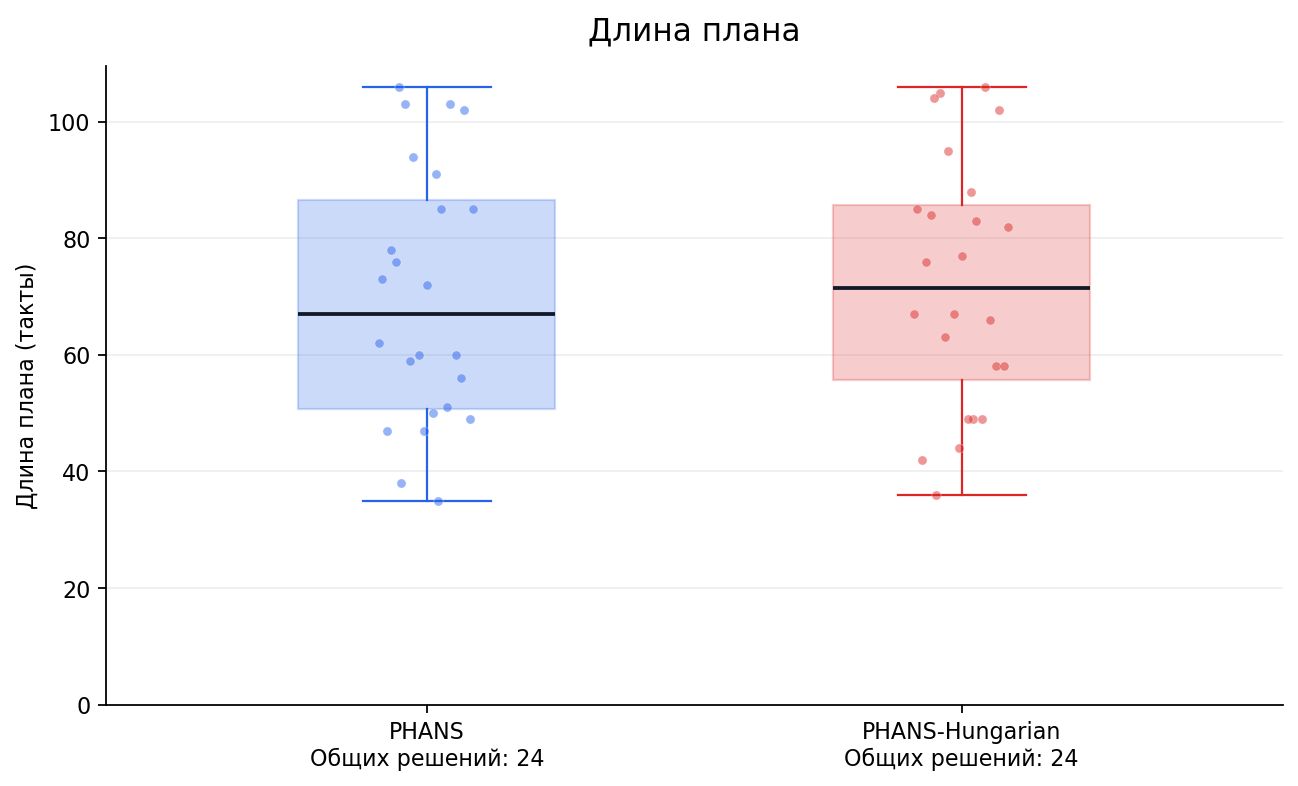 Длина плана
Длина плана (такты)
100
80
60
40
20
0
PHANS
Общих решений: 24
PHANS-Hungarian
Общих решений: 24